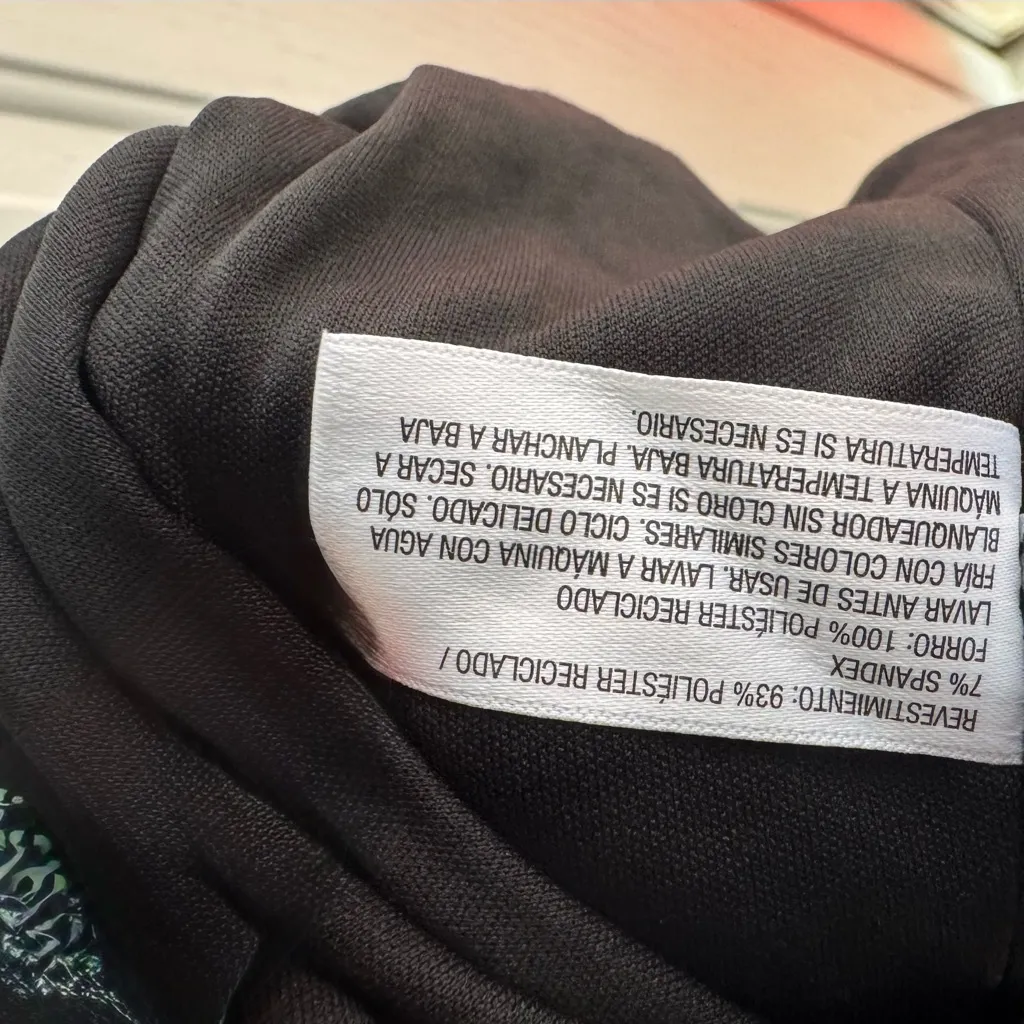 REVESTIMIENTO: 93% POLIÉSTER RECICLADO /
7% SPANDEX
FORRO: 100% POLIÉSTER RECICLADO
LAVAR ANTES DE USAR. LAVAR A MÁQUINA CON AGUA
FRÍA CON COLORES SIMILARES. CICLO DELICADO. SÓLO
BLANQUEADOR SIN CLORO SI ES NECESARIO. SECAR A
MÁQUINA A TEMPERATURA BAJA. PLANCHAR A BAJA
TEMPERATURA SI ES NECESARIO.